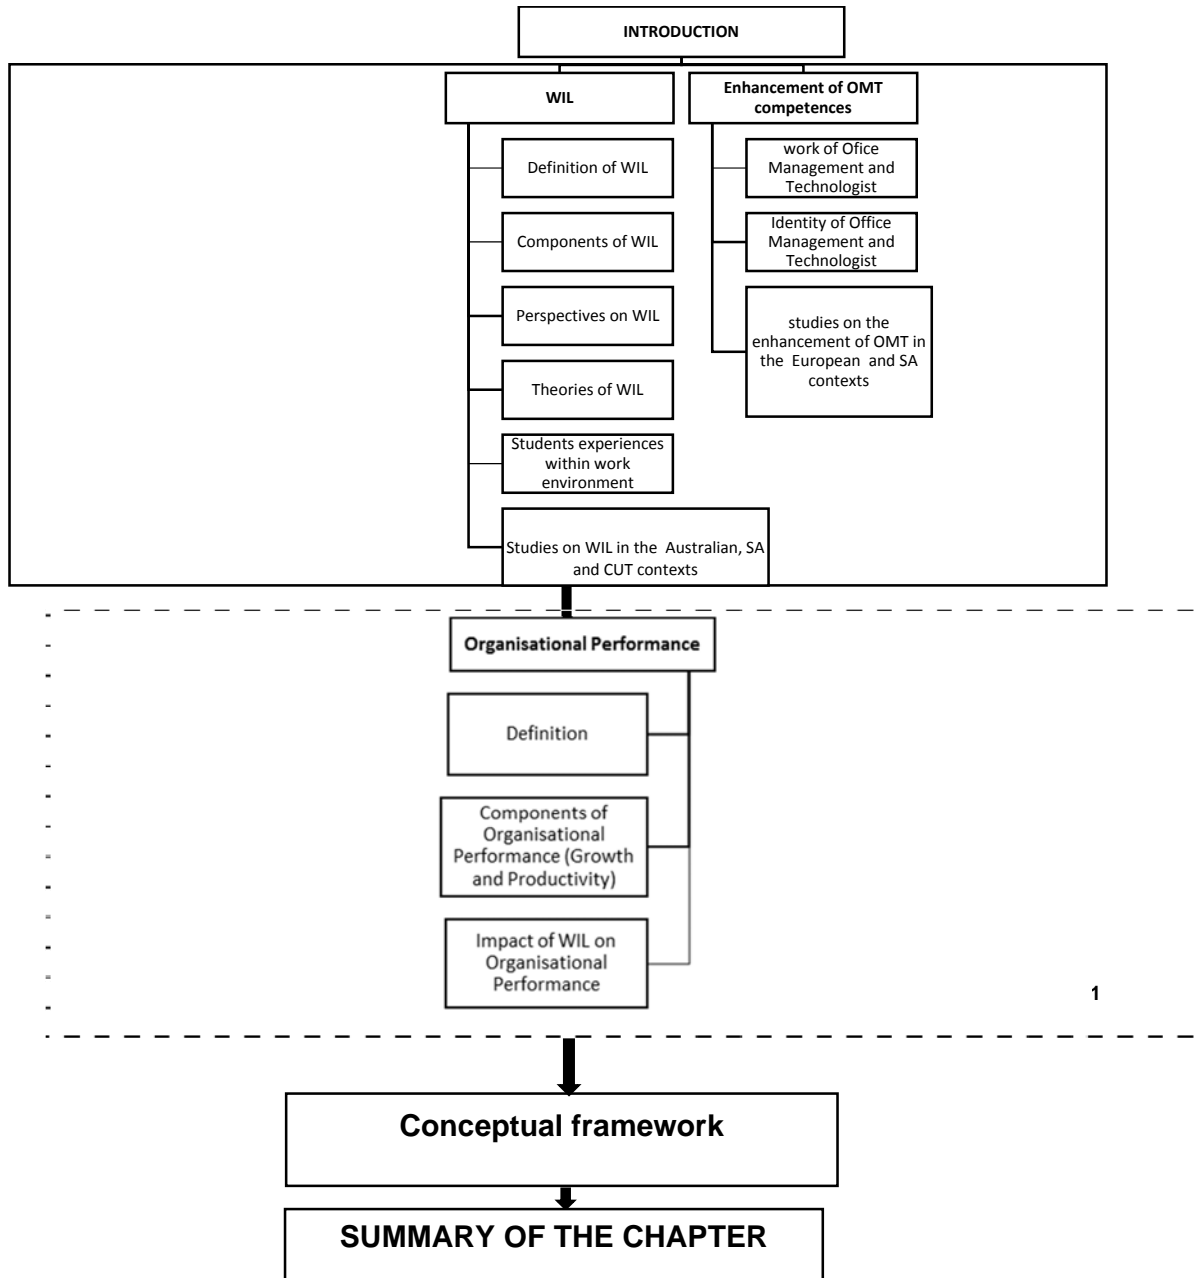 INTRODUCTION
WIL
Definition of WIL
Components of WIL
Perspectives on WIL
Theories of WIL
Students experiences
within work
environment
Studies on WIL in the Australian, SA
and CUT contexts
Enhancement of OMT
competences
work of Ofice
Management and
Technologist
Identity of Office
Management and
Technologist
studies on the
enhancement of OMT in
the European and SA
contexts
Organisational Performance
Definition
Components of
Organisational
Performance (Growth
and Productivity)
Impact of WIL on
Organisational
Performance
1
Conceptual framework
SUMMARY OF THE CHAPTER